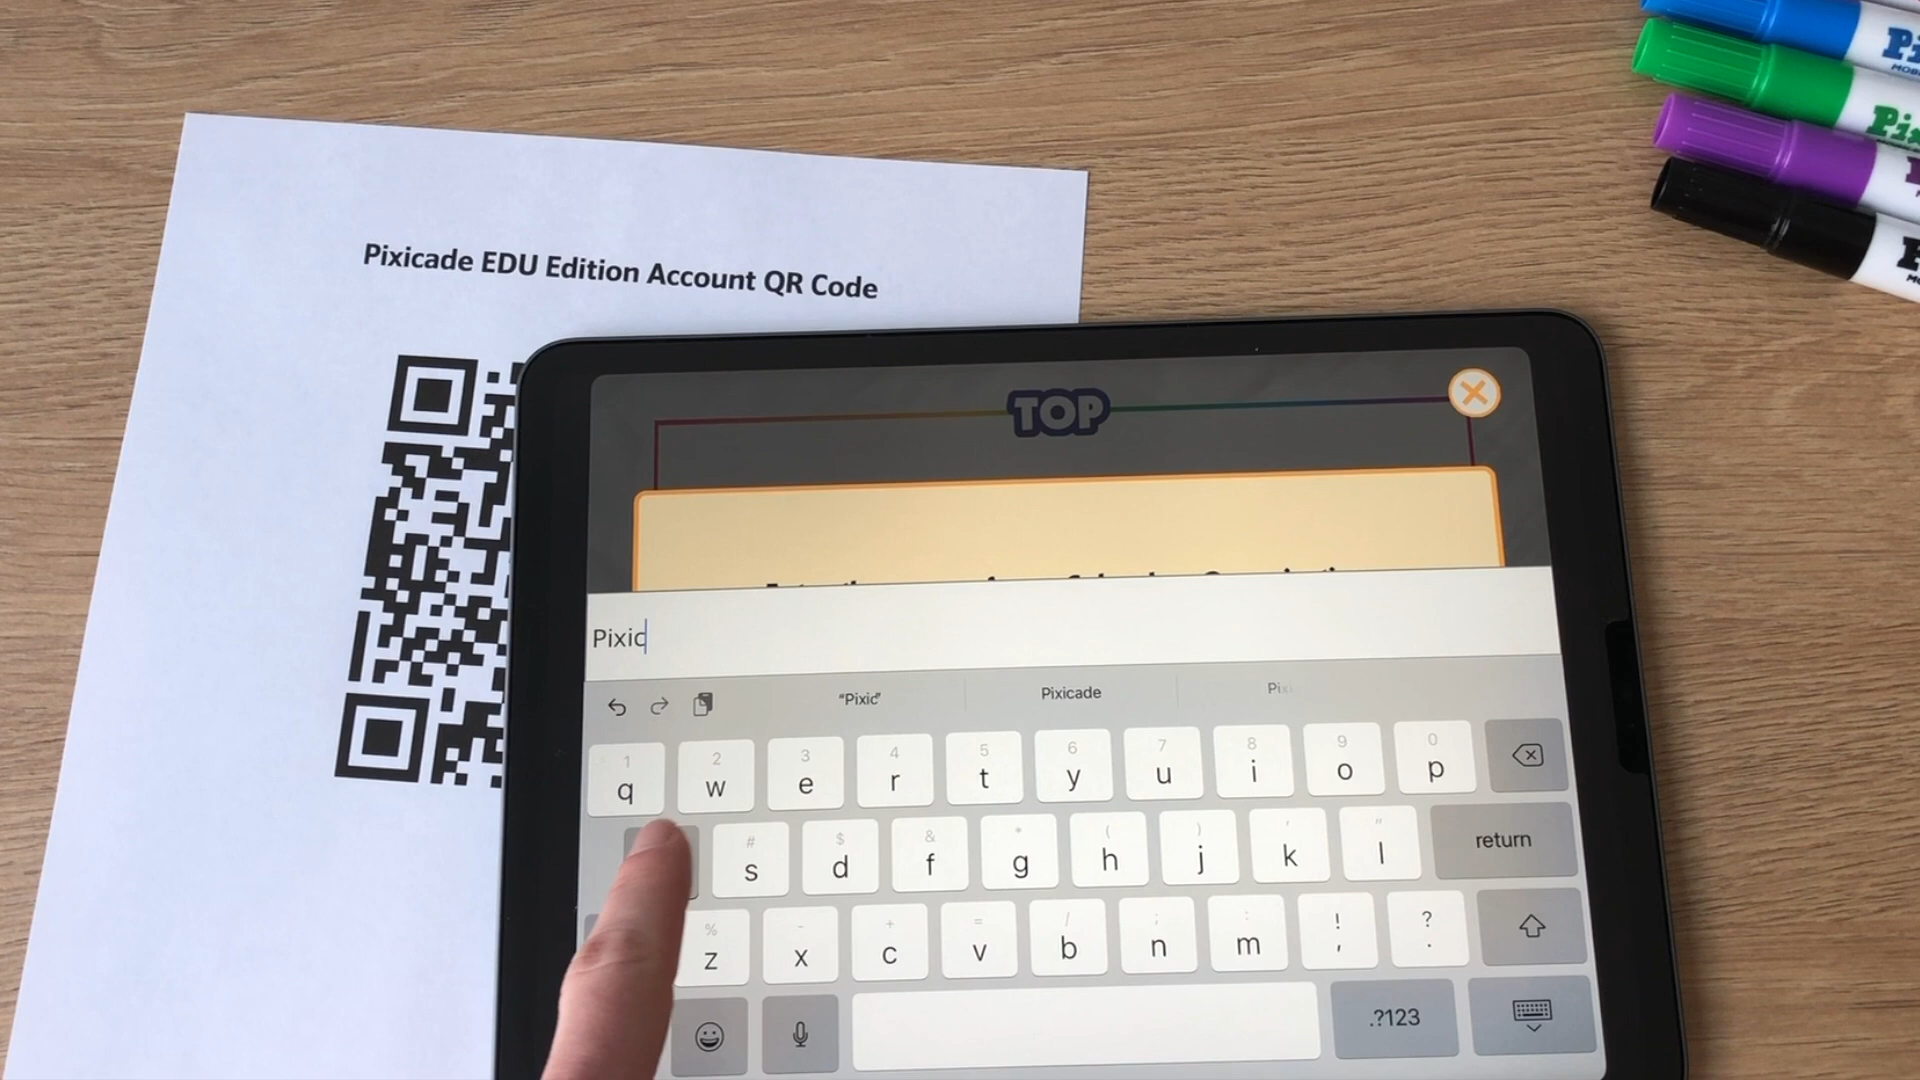 Pixicade EDU Edition Account QR Code
TOP
Pixic
"Pixic" Pixicade
1 2 3 4 5 6 7 8 9 0
q w e r t y u i o p
# $ & * ( ) ' "
s d f g h j k l return
% - + = / ; : ! ?
z x c v b n m , .
.?123